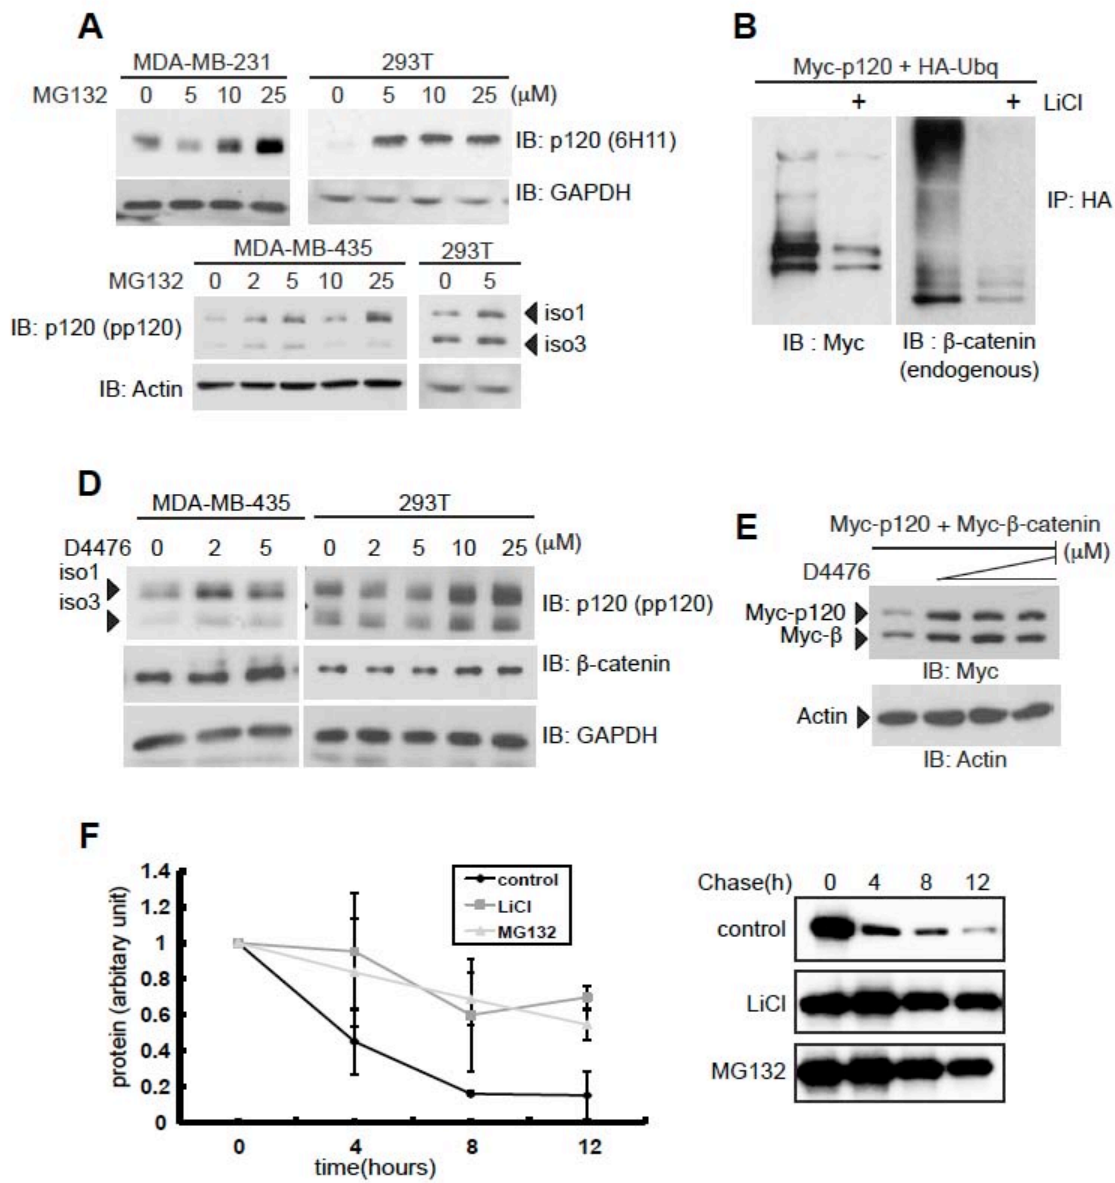 A
MDA-MB-231 293T
MG132 0 5 10 25 0 5 10 25 (μM)
IB: p120 (6H11)
IB: GAPDH
MDA-MB-435 293T
MG132 0 2 5 10 25 0 5
IB: p120 (pp120) iso1
iso3
IB: Actin
B
Myc-p120 + HA-Ubq
+ + LiCl
IP: HA
IB : Myc IB : β-catenin
(endogenous)
D
MDA-MB-435 293T
D4476 0 2 5 0 2 5 10 25 (μM)
iso1
iso3
IB: p120 (pp120)
IB: β-catenin
IB: GAPDH
E
Myc-p120 + Myc-β-catenin
(μM)
D4476
Myc-p120
Myc-β
IB: Myc
Actin
IB: Actin
F
protein (arbitary unit)
1.4
1.2
1
0.8
0.6
0.4
0.2
0
0 4 8 12
time(hours)
control
LiCl
MG132
Chase(h) 0 4 8 12
control
LiCl
MG132